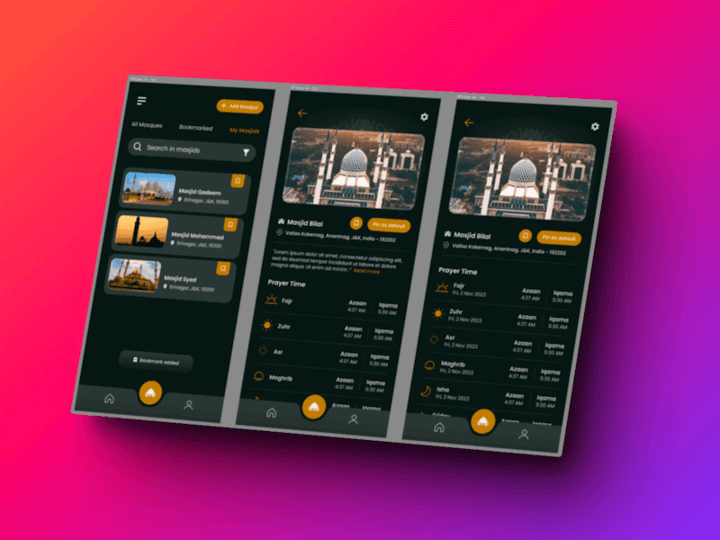 + Add Mosque
All Mosques
Bookmarked
My Masjids
Search in masjids
Masjid Qadeem
Srinagar, J&K, 190001
Masjid Mohammad
Srinagar, J&K, 190001
Masjid Syed
Srinagar, J&K, 190001
Bookmark added
Masjid Bilal
Pin as default
Vailoo Kokernag, Anantnag, J&K, India - 192202
"Lorem ipsum dolor sit amet, consectetur adipiscing elit,
sed do eiusmod tempor incididunt ut labore et dolore
magna aliqua. Ut enim ad minim, " Read more
Prayer Time
Fajr
Azaan
4:37 AM
Iqama
5:30 AM
Zuhr
Azaan
4:37 AM
Iqama
5:30 AM
Asr
Azaan
4:37 AM
Iqama
5:30 AM
Maghrib
Azaan
4:37 AM
Iqama
5:30 AM
Azaan
Iqama
Masjid Bilal
Pin as default
Vailoo Kokernag, Anantnag, J&K, India - 192202
Prayer Time
Fajr
Fri, 2 Nov 2023
Azaan
4:37 AM
Iqama
5:30 AM
Zuhr
Fri, 2 Nov 2023
Azaan
4:37 AM
Iqama
5:30 AM
Asr
Fri, 2 Nov 2023
Azaan
4:37 AM
Iqama
5:30 AM
Maghrib
Fri, 2 Nov 2023
Azaan
4:37 AM
Iqama
5:30 AM
Isha
Fri, 2 Nov 2023
Azaan
4:37 AM
Iqama
5:30 AM
Friday
Azaan
Iqama